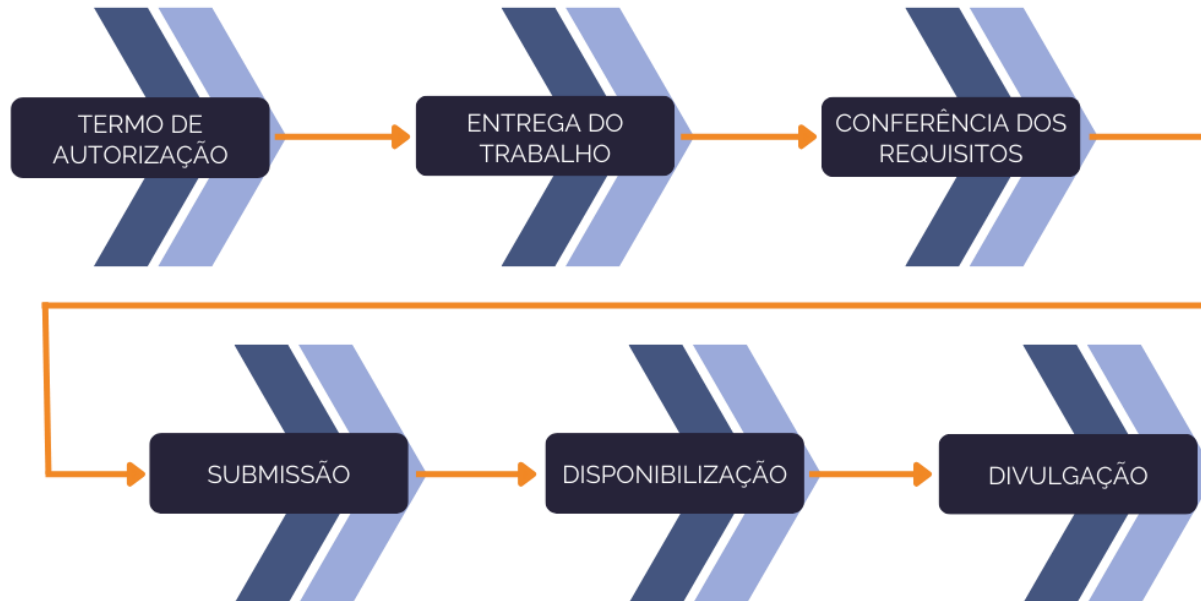 TERMO DE
AUTORIZAÇÃO
ENTREGA DO
TRABALHO
CONFERÊNCIA DOS
REQUISITOS
SUBMISSÃO
DISPONIBILIZAÇÃO
DIVULGAÇÃO